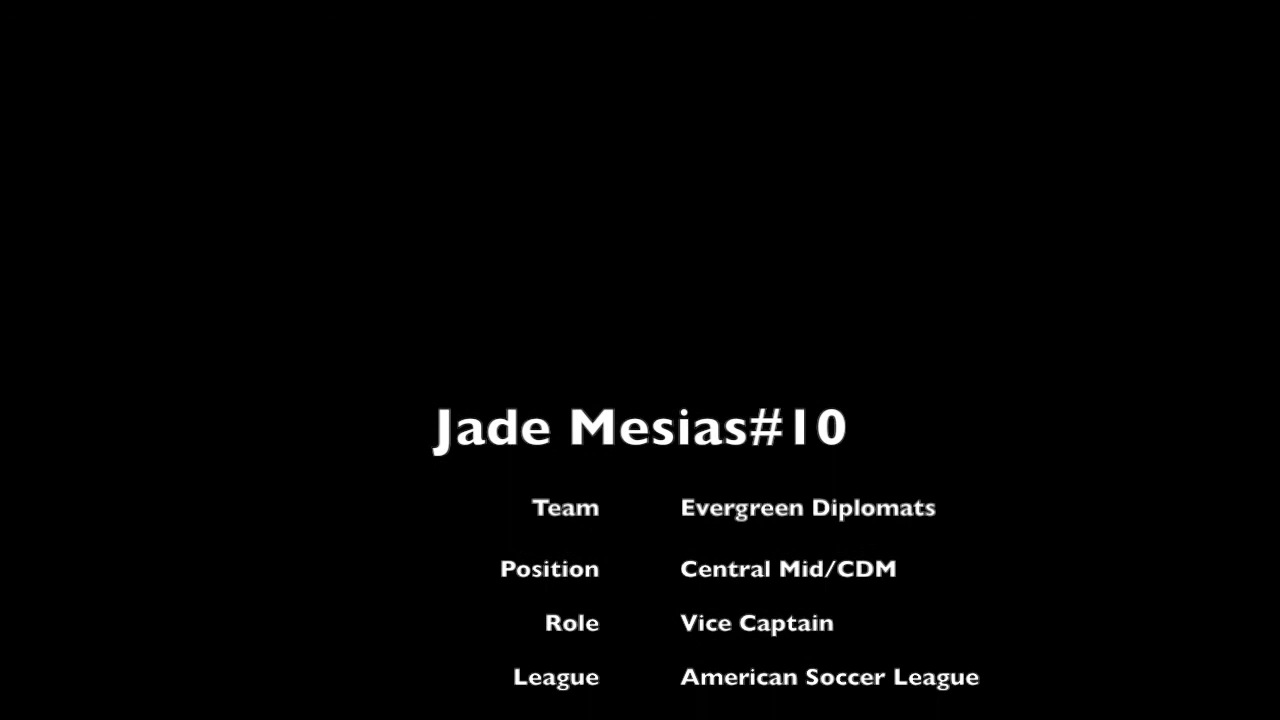 Jade Mesias#10
Team Evergreen Diplomats
Position Central Mid/CDM
Role Vice Captain
League American Soccer League